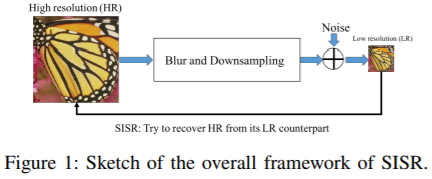 High resolution (HR)
Noise
Low resolution (LR)
Blur and Downsampling
SISR: Try to recover HR from its LR counterpart
Figure 1: Sketch of the overall framework of SISR.